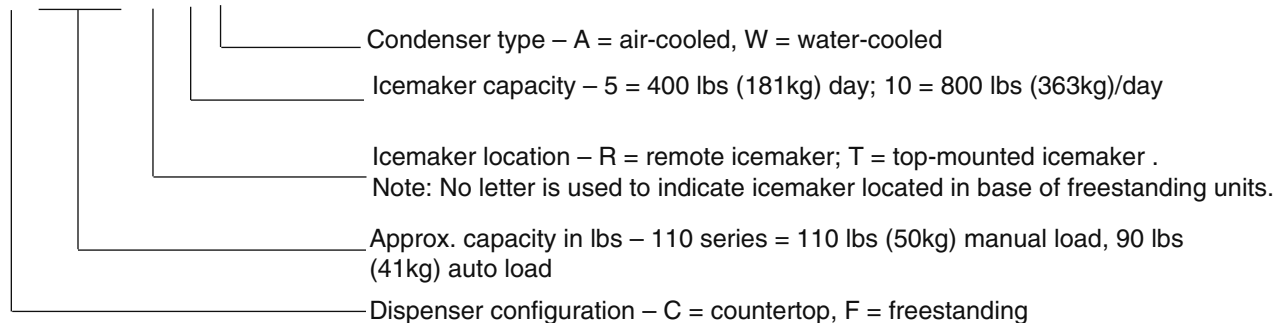 Condenser type – A = air-cooled, W = water-cooled
Icemaker capacity – 5 = 400 lbs (181kg) day; 10 = 800 lbs (363kg)/day
Icemaker location – R = remote icemaker; T = top-mounted icemaker .
Note: No letter is used to indicate icemaker located in base of freestanding units.
Approx. capacity in lbs – 110 series = 110 lbs (50kg) manual load, 90 lbs
(41kg) auto load
Dispenser configuration – C = countertop, F = freestanding